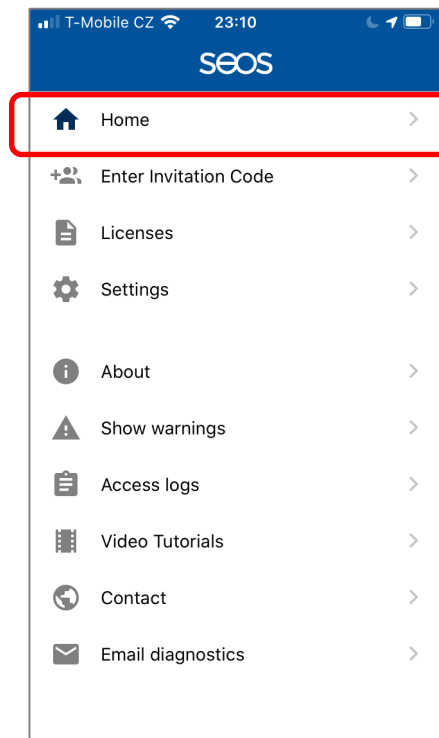 T-Mobile CZ 23:10
SEOS
Home
Enter Invitation Code
Licenses
Settings
About
Show warnings
Access logs
Video Tutorials
Contact
Email diagnostics